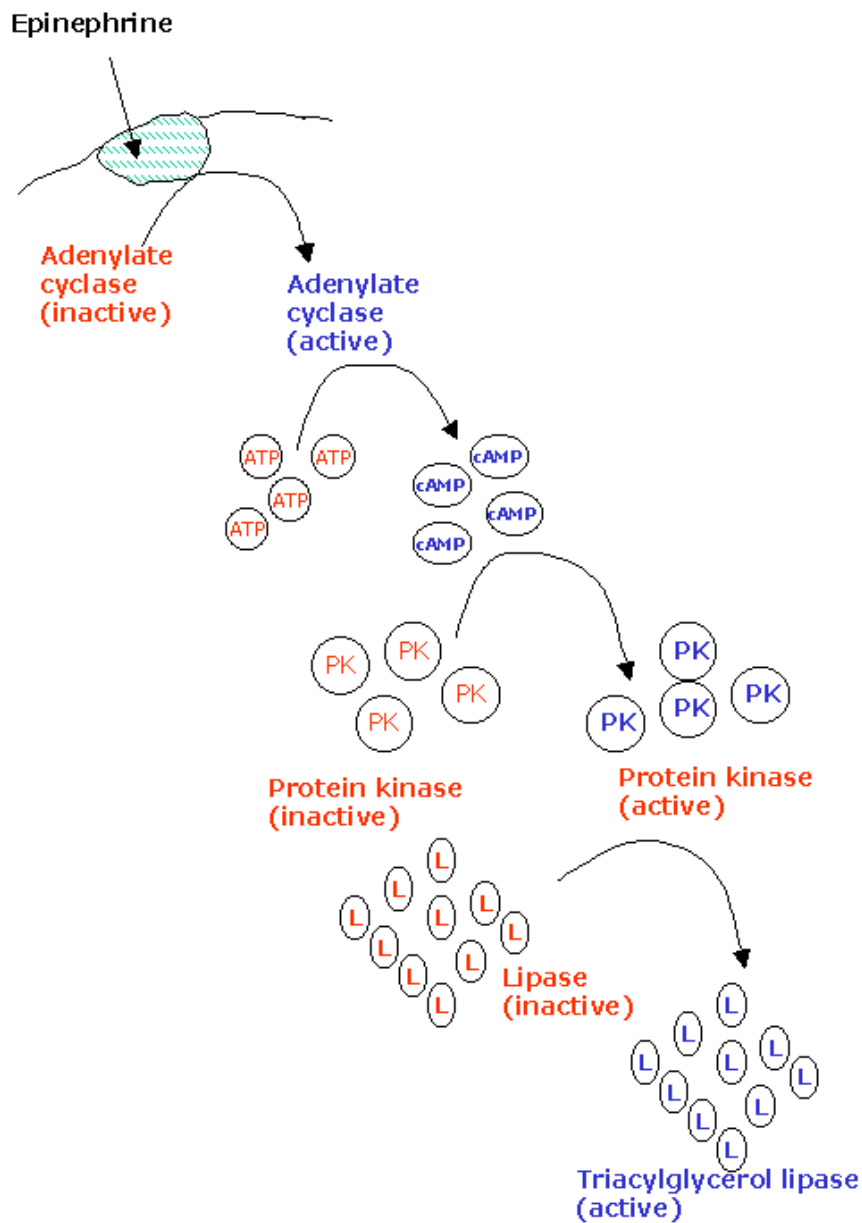 Epinephrine
Adenylate
cyclase
(inactive)
Adenylate
cyclase
(active)
ATP
ATP
ATP
ATP
cAMP
cAMP
cAMP
cAMP
PK
PK
PK
PK
PK
PK
PK
PK
Protein kinase
(inactive)
Protein kinase
(active)
L
L
L
L
L
L
L
L
L
L
Lipase
(inactive)
L
L
L
L
L
L
L
L
L
L
Triacylglycerol lipase
(active)